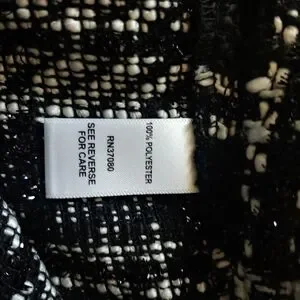 100% POLYESTER
RN37080
SEE REVERSE
FOR CARE